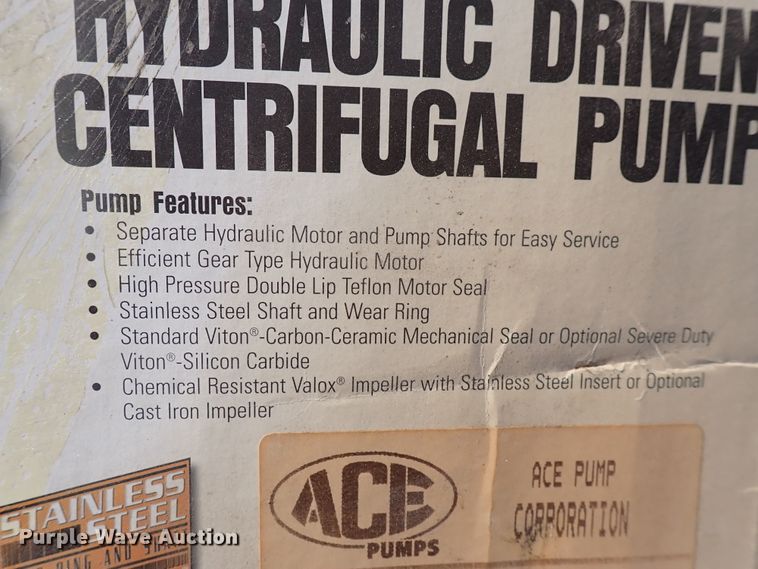 HYDRAULIC DRIVEN
CENTRIFUGAL PUMP
Pump Features:
• Separate Hydraulic Motor and Pump Shafts for Easy Service
• Efficient Gear Type Hydraulic Motor
• High Pressure Double Lip Teflon Motor Seal
• Stainless Steel Shaft and Wear Ring
• Standard Viton®-Carbon-Ceramic Mechanical Seal or Optional Severe Duty
Viton®-Silicon Carbide
• Chemical Resistant Valox® Impeller with Stainless Steel Insert or Optional
Cast Iron Impeller
ACE
PUMPS
ACE PUMP
CORPORATION
STAINLESS
STEEL
RING AND
Purple Wave Auction